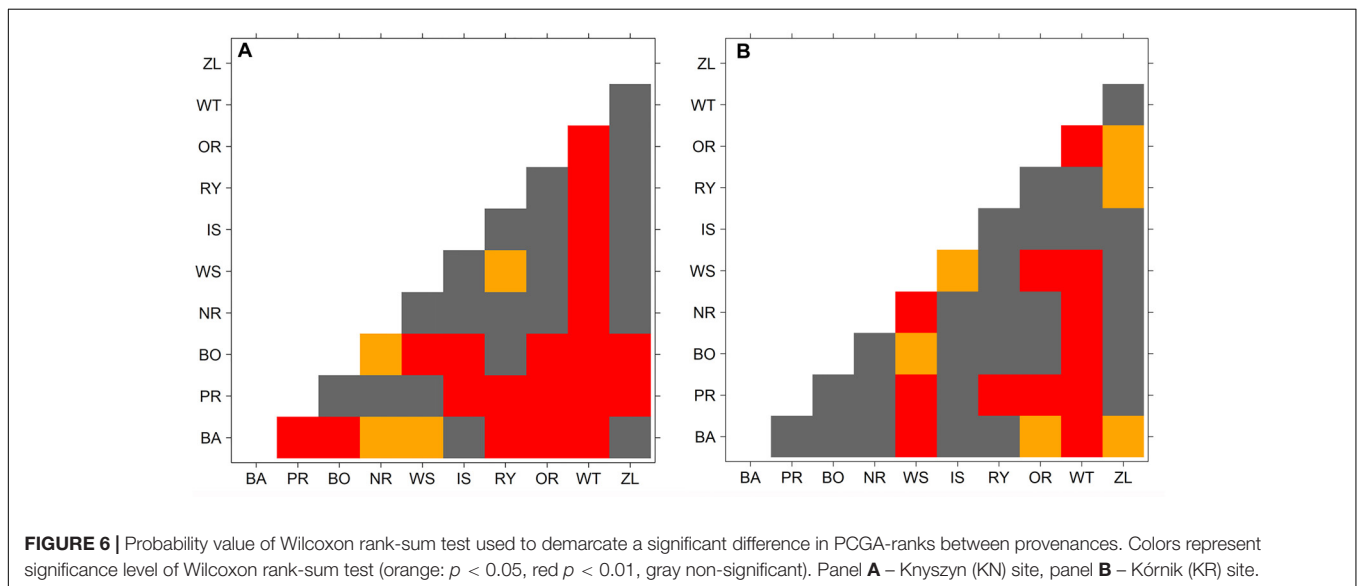 A
B
ZL
WT
OR
RY
IS
WS
NR
BO
PR
BA
BA PR BO NR WS IS RY OR WT ZL
ZL
WT
OR
RY
IS
WS
NR
BO
PR
BA
BA PR BO NR WS IS RY OR WT ZL
FIGURE 6 | Probability value of Wilcoxon rank-sum test used to demarcate a significant difference in PCGA-ranks between provenances. Colors represent
significance level of Wilcoxon rank-sum test (orange: p < 0.05, red p < 0.01, gray non-significant). Panel A – Knyszyn (KN) site, panel B – Kórnik (KR) site.